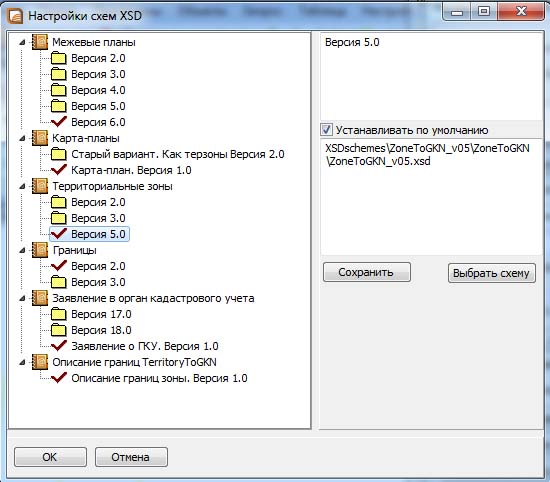 Настройки схем XSD
Межевые планы
Версия 2.0
Версия 3.0
Версия 4.0
Версия 5.0
Версия 6.0
Карта-планы
Старый вариант. Как терзоны Версия 2.0
Карта-план. Версия 1.0
Территориальные зоны
Версия 2.0
Версия 3.0
Версия 5.0
Границы
Версия 2.0
Версия 3.0
Заявление в орган кадастрового учета
Версия 17.0
Версия 18.0
Заявление о ГКУ. Версия 1.0
Описание границ TerritoryToGKN
Описание границ зоны. Версия 1.0
Версия 5.0
Устанавливать по умолчанию
XSDschemes\ZoneToGKN_v05\ZoneToGKN
\ZoneToGKN_v05.xsd
Сохранить
Выбрать схему
OK
Отмена